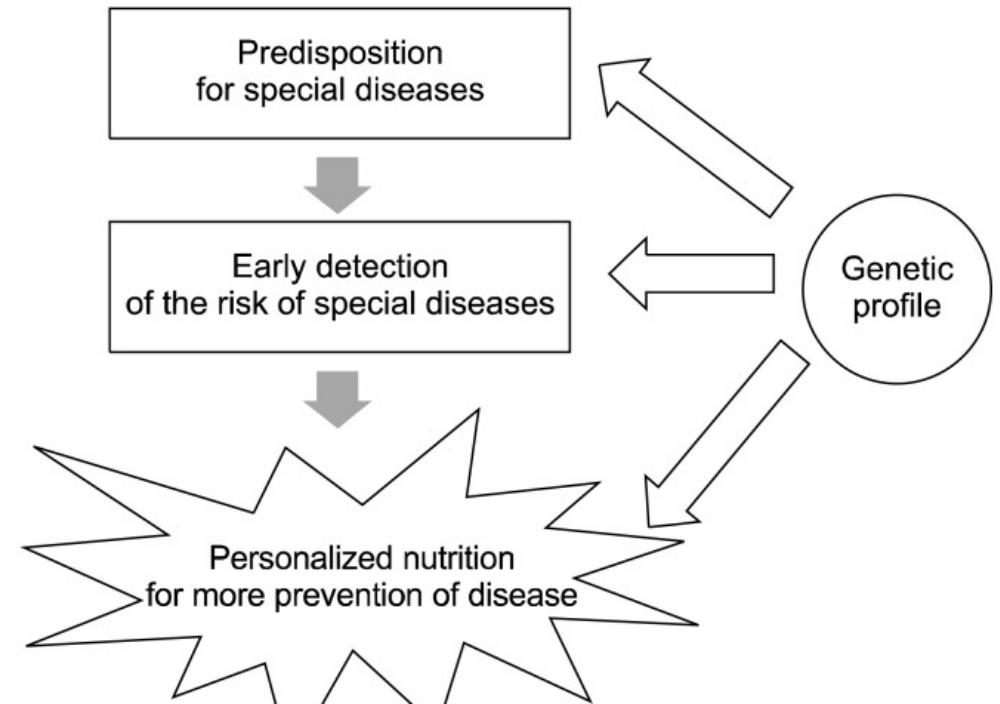 Predisposition
for special diseases
Early detection
of the risk of special diseases
Genetic
profile
Personalized nutrition
for more prevention of disease